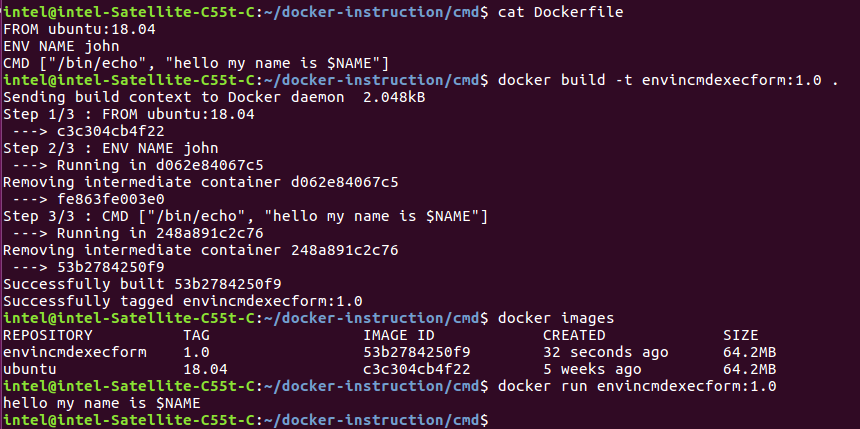 intel@intel-Satellite-C55t-C:~/docker-instruction/cmd$ cat Dockerfile
FROM ubuntu:18.04
ENV NAME john
CMD ["/bin/echo", "hello my name is $NAME"]
intel@intel-Satellite-C55t-C:~/docker-instruction/cmd$ docker build -t envincmdexecform:1.0 .
Sending build context to Docker daemon  2.048kB
Step 1/3 : FROM ubuntu:18.04
 ---> c3c304cb4f22
Step 2/3 : ENV NAME john
 ---> Running in d062e84067c5
Removing intermediate container d062e84067c5
 ---> fe863fe003e0
Step 3/3 : CMD ["/bin/echo", "hello my name is $NAME"]
 ---> Running in 248a891c2c76
Removing intermediate container 248a891c2c76
 ---> 53b2784250f9
Successfully built 53b2784250f9
Successfully tagged envincmdexecform:1.0
intel@intel-Satellite-C55t-C:~/docker-instruction/cmd$ docker images
REPOSITORY          TAG                 IMAGE ID            CREATED             SIZE
envincmdexecform    1.0                 53b2784250f9        32 seconds ago      64.2MB
ubuntu              18.04               c3c304cb4f22        5 weeks ago         64.2MB
intel@intel-Satellite-C55t-C:~/docker-instruction/cmd$ docker run envincmdexecform:1.0
hello my name is $NAME
intel@intel-Satellite-C55t-C:~/docker-instruction/cmd$